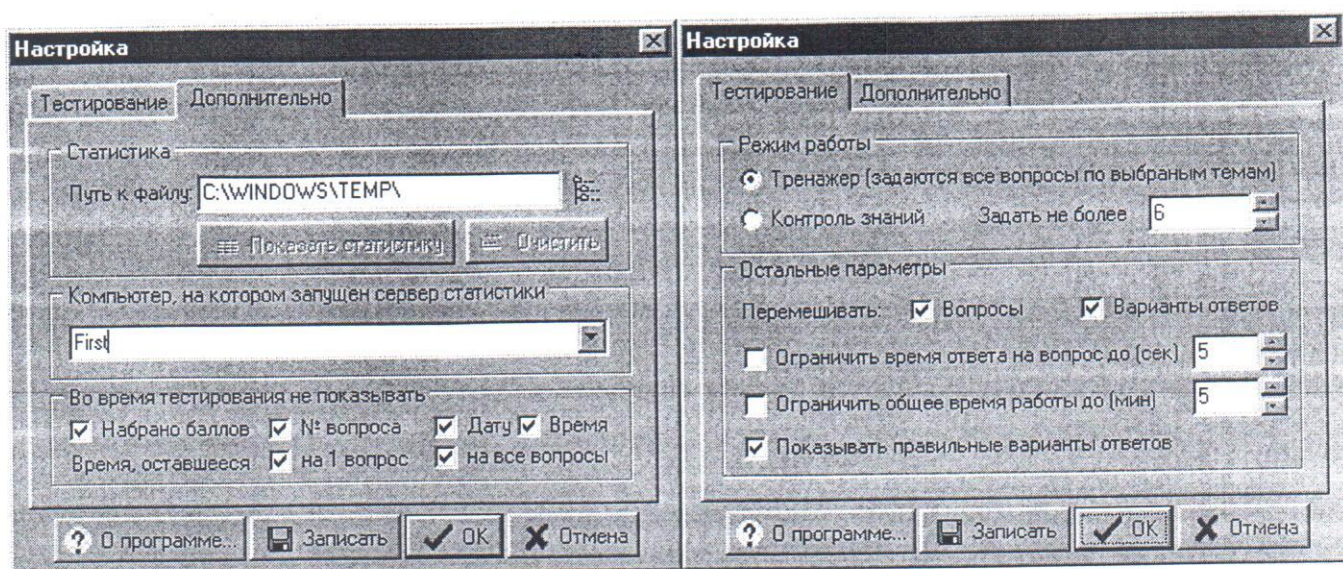 Настройка
Тестирование Дополнительно
Статистика
Путь к файлу: C:\WINDOWS\TEMP\
Показать статистику Очистить
Компьютер, на котором запущен сервер статистики
First
Во время тестирования не показывать
Набрано баллов № вопроса Дату Время
Время, оставшееся на 1 вопрос на все вопросы
? О программе... Записать OK Отмена
Настройка
Тестирование Дополнительно
Режим работы
Тренажер (задаются все вопросы по выбраным темам)
Контроль знаний Задать не более 6
Остальные параметры
Перемешивать: Вопросы Варианты ответов
Ограничить время ответа на вопрос до (сек) 5
Ограничить общее время работы до (мин) 5
Показывать правильные варианты ответов
? О программе... Записать OK Отмена